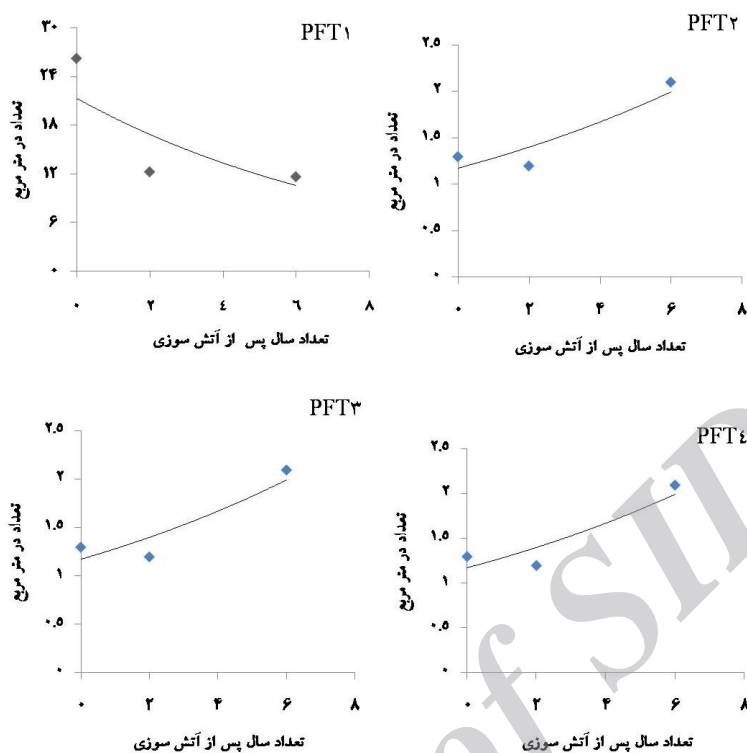 PFT۱
۳۰
۲۴
۱۸
۱۲
۶
۰
تعداد در متر مربع
۰ ۲ ٤ ٦ ۸
تعداد سال پس از آتش سوزی
PFT۲
۲.۵
۲
۱.۵
۱
۰.۵
۰
تعداد در متر مربع
۰ ۲ ۴ ۶ ۸
تعداد سال پس از آتش سوزی
PFT۳
۲.۵
۲
۱.۵
۱
۰.۵
۰
تعداد در متر مربع
۰ ۲ ۴ ۶ ۸
تعداد سال پس از آتش سوزی
PFT٤
۲.۵
۲
۱.۵
۱
۰.۵
۰
تعداد در متر مربع
۰ ۲ ۴ ۶ ۸
تعداد سال پس از آتش سوزی
of SID